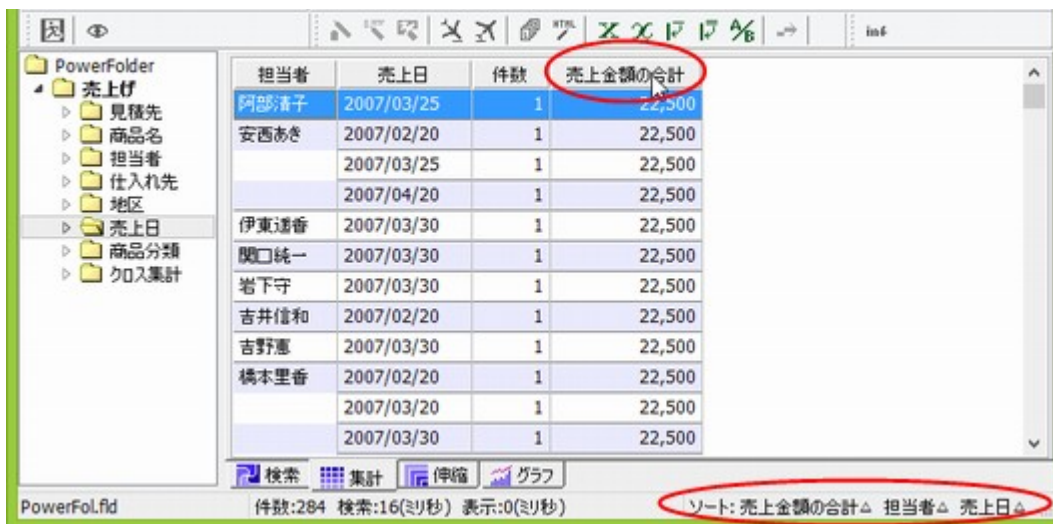 HTML A/B inf
PowerFolder
売上げ
見積先
商品名
担当者
仕入れ先
地区
売上日
商品分類
クロス集計
担当者 売上日 件数 売上金額の合計
阿部清子 2007/03/25 1 22,500
安西あき 2007/02/20 1 22,500
2007/03/25 1 22,500
2007/04/20 1 22,500
伊東遥香 2007/03/30 1 22,500
関口純一 2007/03/30 1 22,500
岩下守 2007/03/30 1 22,500
吉井信和 2007/02/20 1 22,500
吉野恵 2007/03/30 1 22,500
橋本里香 2007/02/20 1 22,500
2007/03/20 1 22,500
2007/03/30 1 22,500
検索 集計 伸縮 グラフ
PowerFol.fld 件数:284 検索:16(ミリ秒) 表示:0(ミリ秒) ソート: 売上金額の合計△ 担当者△ 売上日△